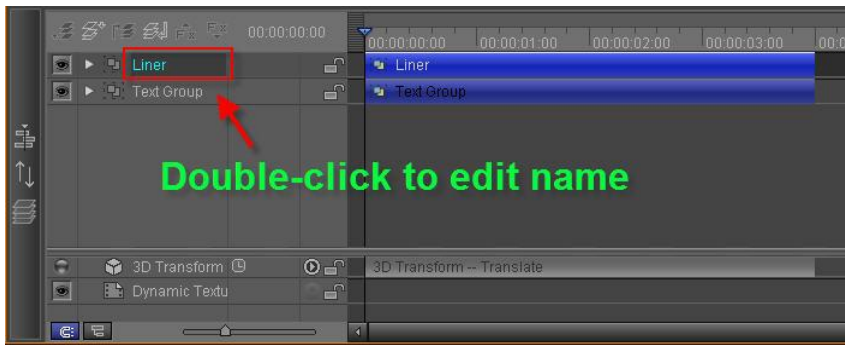 00:00:00:00
00:00:00:00 00:00:01:00 00:00:02:00 00:00:03:00 00:0
Liner Liner
Text Group Text Group
Double-click to edit name
3D Transform 3D Transform -- Translate
Dynamic Textu